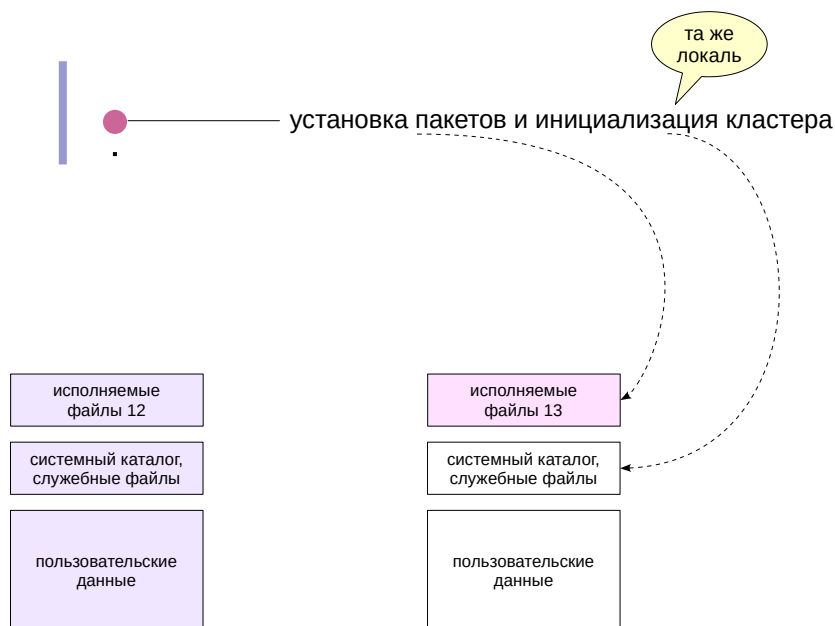 та же
локаль
установка пакетов и инициализация кластера
исполняемые
файлы 12
исполняемые
файлы 13
системный каталог,
служебные файлы
системный каталог,
служебные файлы
пользовательские
данные
пользовательские
данные